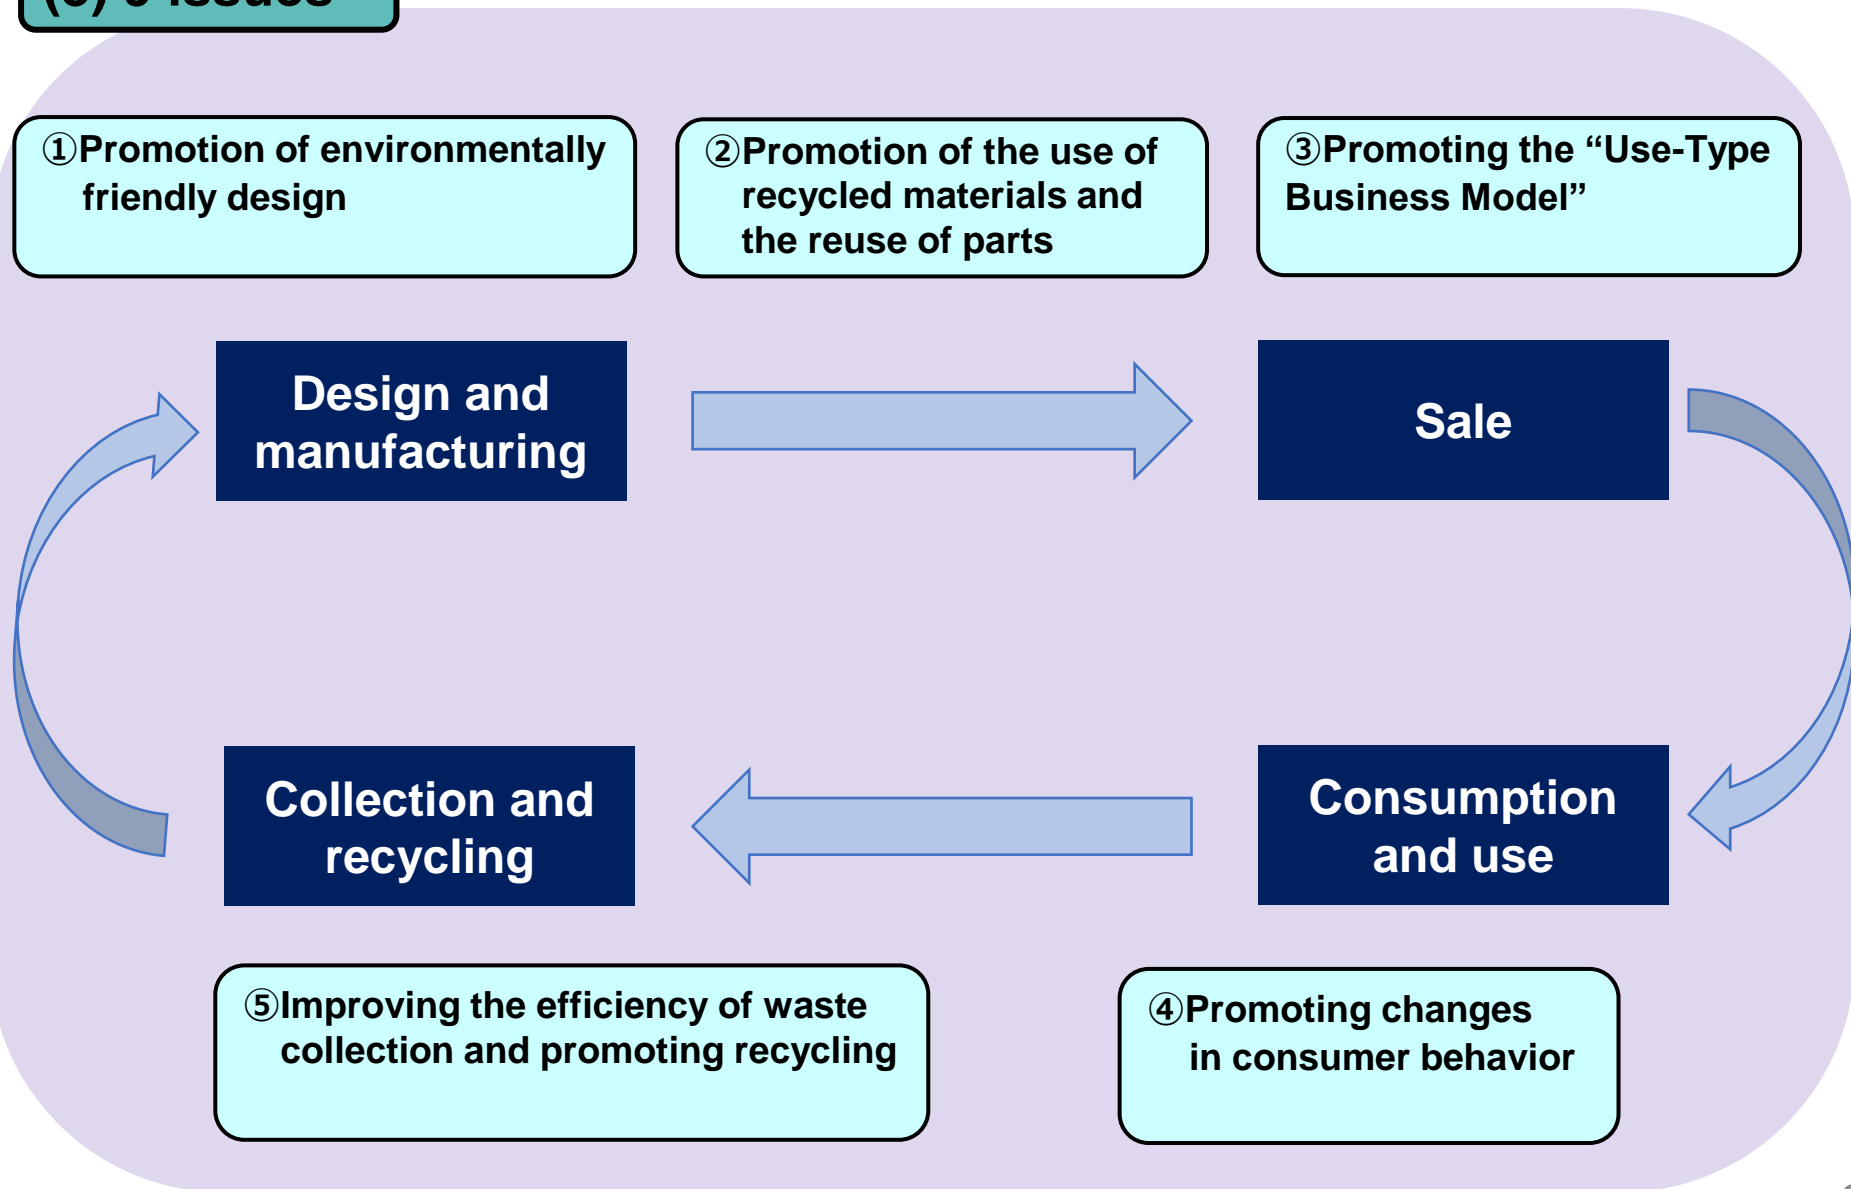 issues
①Promotion of environmentally
friendly design
②Promotion of the use of
recycled materials and
the reuse of parts
③Promoting the “Use-Type
Business Model”
Design and
manufacturing
Sale
Collection and
recycling
Consumption
and use
⑤Improving the efficiency of waste
collection and promoting recycling
④Promoting changes
in consumer behavior